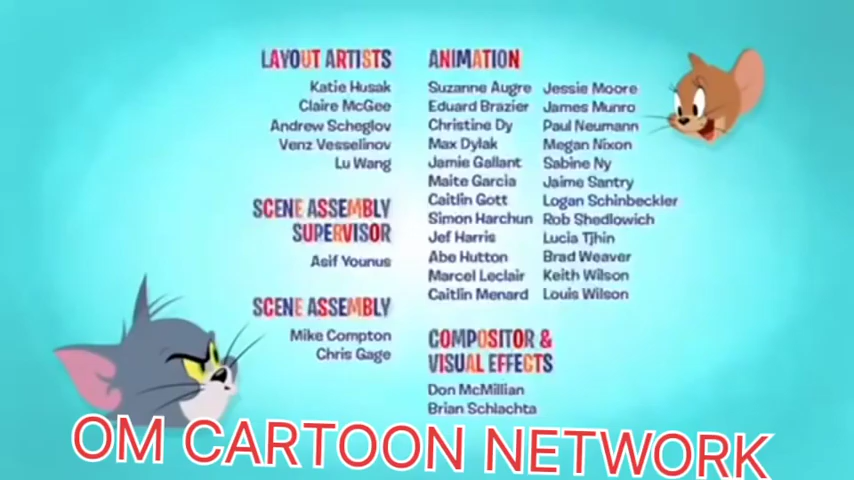 LAYOUT ARTISTS
Katie Husak
Claire McGee
Andrew Scheglov
Venz Vesselinov
Lu Wang
SCENE ASSEMBLY
SUPERVISOR
Asif Younus
SCENE ASSEMBLY
Mike Compton
Chris Gage
ANIMATION
Suzanne Augre Jessie Moore
Eduard Brazier James Munro
Christine Dy Paul Neumann
Max Dylak Megan Nixon
Jamie Gallant Sabine Ny
Maite Garcia Jaime Santry
Caitlin Gott Logan Schinbeckler
Simon Harchun Rob Shedlowich
Jef Harris Lucia Tjhin
Abe Hutton Brad Weaver
Marcel Leclair Keith Wilson
Caitlin Menard Louis Wilson
COMPOSITOR &
VISUAL EFFECTS
Don McMillian
Brian Schlachta
OM CARTOON NETWORK